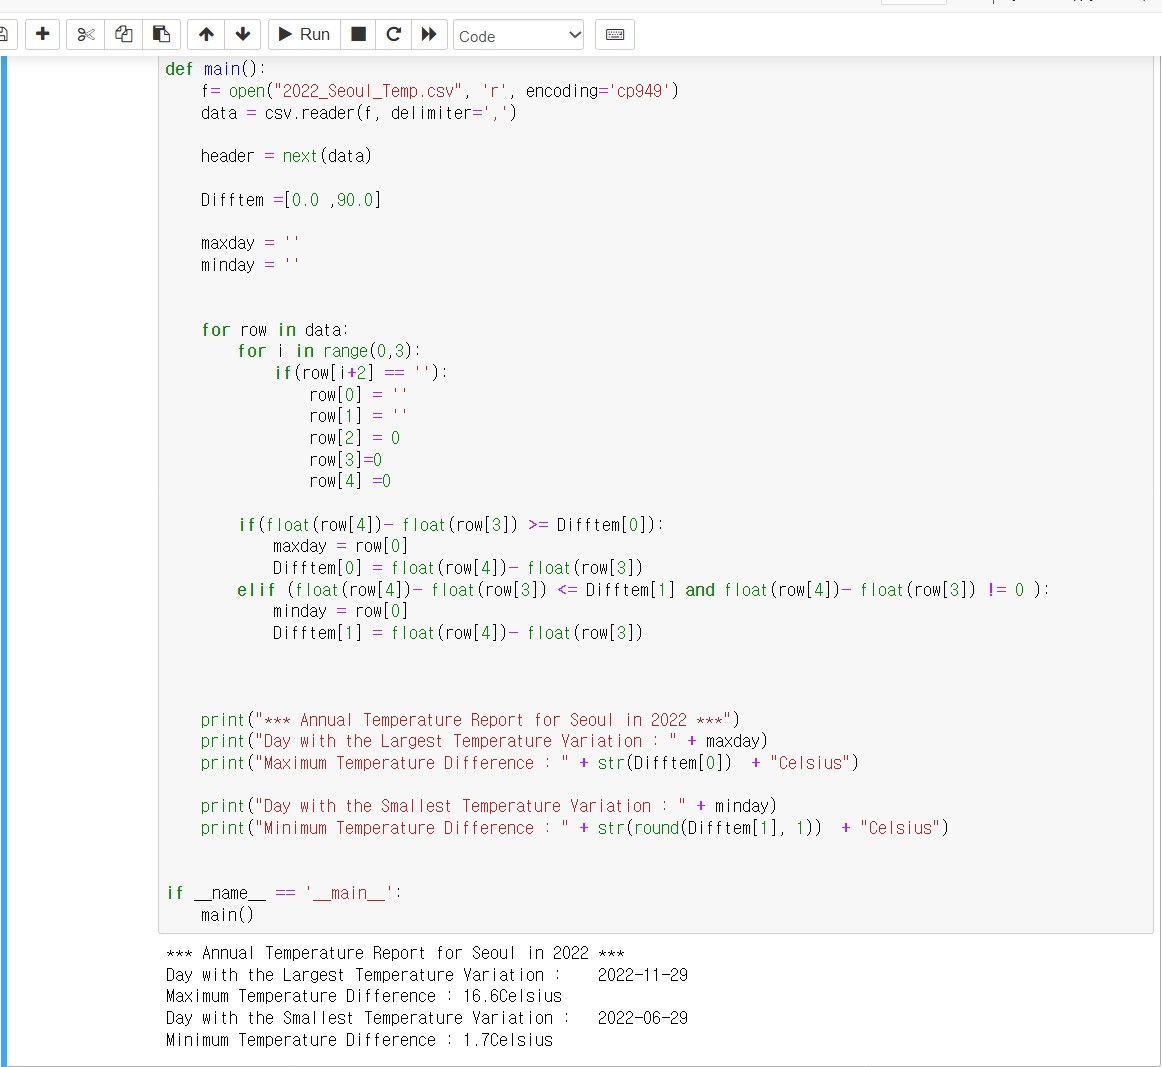 Run
Code
def main():
    f= open("2022_Seoul_Temp.csv", 'r', encoding='cp949')
    data = csv.reader(f, delimiter=',')
    header = next(data)
    Difftem =[0.0 ,90.0]
    maxday = ''
    minday = ''
    for row in data:
        for i in range(0,3):
            if(row[i+2] == ''):
                row[0] = ''
                row[1] = ''
                row[2] = 0
                row[3]=0
                row[4] =0
        if(float(row[4])- float(row[3]) >= Difftem[0]):
            maxday = row[0]
            Difftem[0] = float(row[4])- float(row[3])
        elif (float(row[4])- float(row[3]) <= Difftem[1] and float(row[4])- float(row[3]) != 0 ):
            minday = row[0]
            Difftem[1] = float(row[4])- float(row[3])
    print("*** Annual Temperature Report for Seoul in 2022 ***")
    print("Day with the Largest Temperature Variation : " + maxday)
    print("Maximum Temperature Difference : " + str(Difftem[0])  + "Celsius")
    print("Day with the Smallest Temperature Variation : " + minday)
    print("Minimum Temperature Difference : " + str(round(Difftem[1], 1))  + "Celsius")
if __name__ == '__main__':
    main()
*** Annual Temperature Report for Seoul in 2022 ***
Day with the Largest Temperature Variation :    2022-11-29
Maximum Temperature Difference : 16.6Celsius
Day with the Smallest Temperature Variation :   2022-06-29
Minimum Temperature Difference : 1.7Celsius